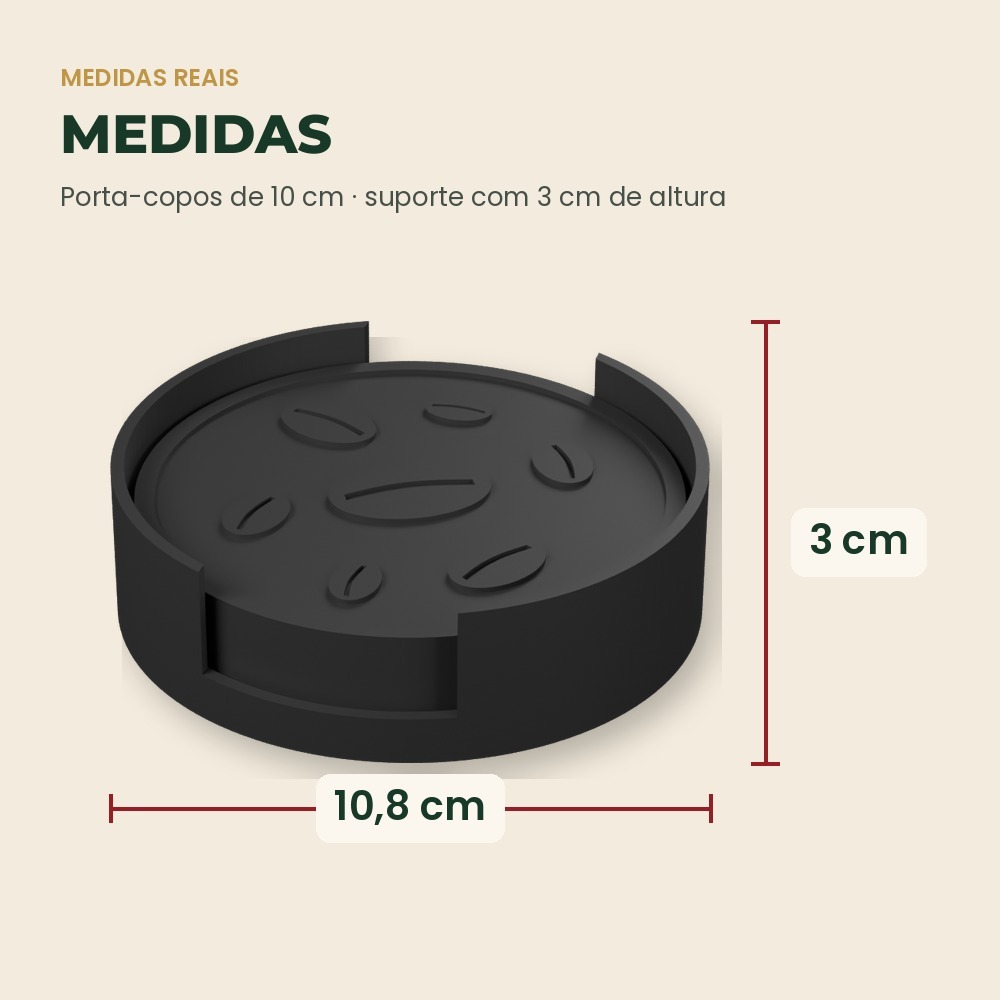 MEDIDAS REAIS
MEDIDAS
Porta-copos de 10 cm · suporte com 3 cm de altura
3 cm
10,8 cm